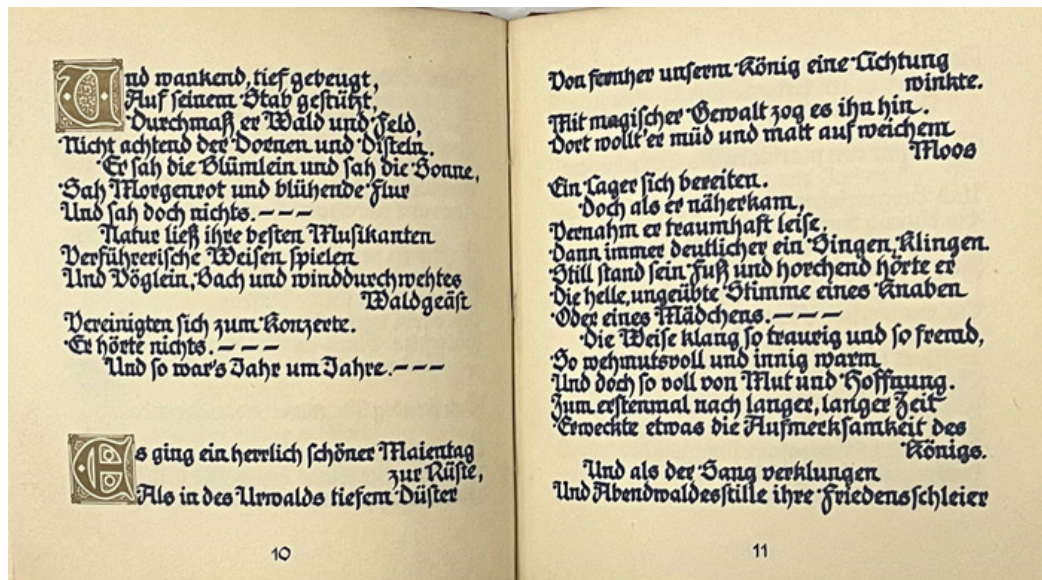 Und wankend, tief gebeugt,
Auf seinem Stab gestützt,
Durchmaß er Wald und Feld,
Nicht achtend der Dornen und Disteln.
Er sah die Blümlein und sah die Sonne,
Sah Morgenrot und blühende Flur
Und sah doch nichts. – – –
Natur ließ ihre besten Musikanten
Verführerische Weisen spielen
Und Vöglein, Bach und winddurchwehtes
Waldgeäst
Vereinigten sich zum Konzerte.
Er hörte nichts. – – –
Und so war's Jahr um Jahre. – – –
Es ging ein herrlich schöner Maientag
zur Rüste,
Als in des Urwalds tiefem Düster
10
Von fernher unserm König eine Lichtung
winkte.
Mit magischer Gewalt zog es ihn hin.
Dort wollt er müd und matt auf weichem
Moos
Ein Lager sich bereiten.
Doch als er näherkam,
Vernahm er traumhaft leise,
Dann immer deutlicher ein Singen, Klingen.
Still stand sein Fuß und horchend hörte er
Die helle, ungeübte Stimme eines Knaben
Oder eines Mädchens. – – –
Die Weise klang so traurig und so fremd,
So wehmutsvoll und innig warm
Und doch so voll von Mut und Hoffnung.
Zum erstenmal nach langer, langer Zeit
Erweckte etwas die Aufmerksamkeit des
Königs.
Und als der Sang verklungen
Und Abendwaldesstille ihre Friedensschleier
11